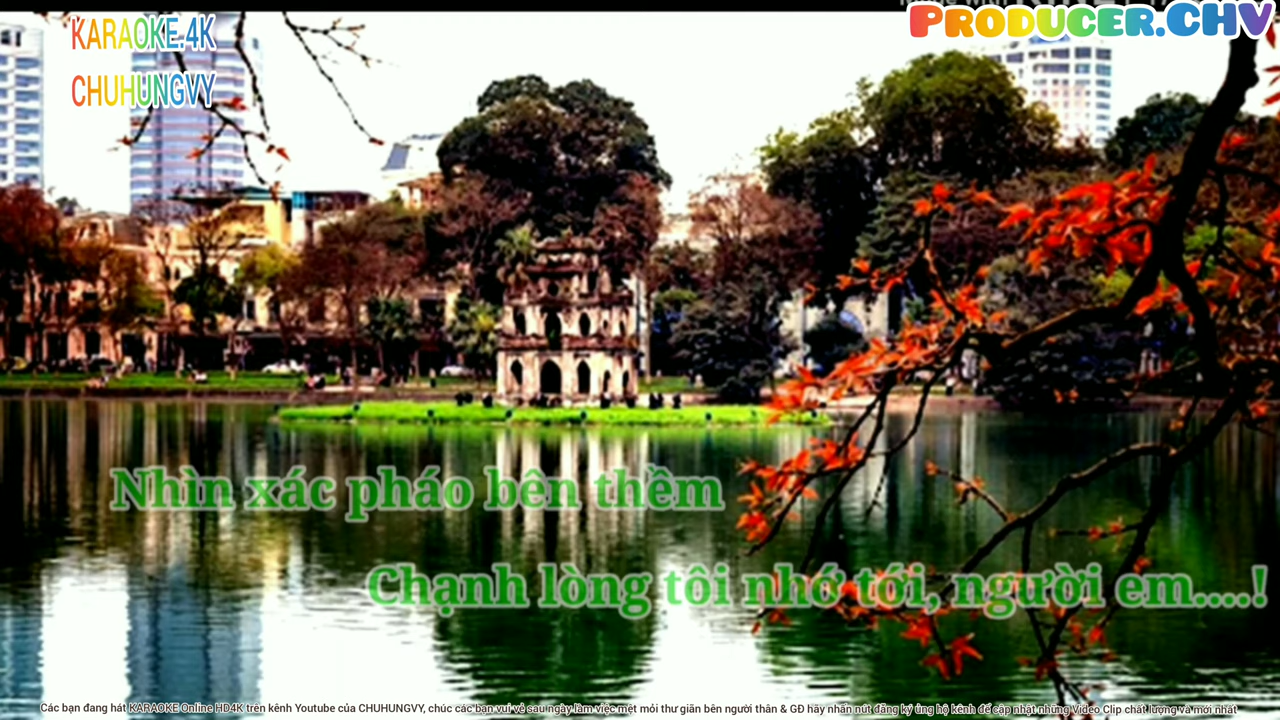 KARAOKE.4K
CHUHUNGVY
PRODUCER.CHV
Nhìn xác pháo bên thềm
Chạnh lòng tôi nhớ tới, người em....!
Các bạn đang hát KARAOKE Online HD4K trên kênh Youtube của CHUHUNGVY, chúc các bạn vui vẻ sau ngày làm việc mệt mỏi thư giãn bên người thân & GĐ hãy nhấn nút đăng ký ủng hộ kênh để cập nhật những Video Clip chất lượng và mới nhất